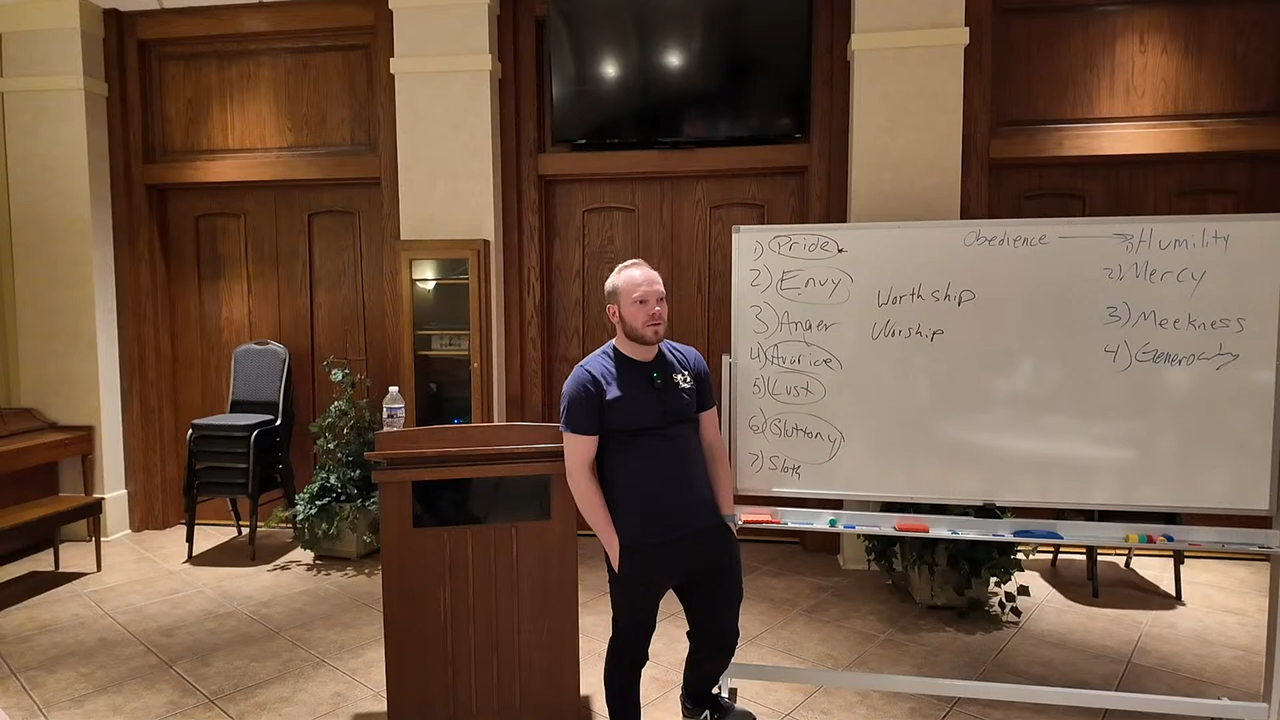 1) Pride
2) Envy
3) Anger
4) Avarice
5) Lust
6) Gluttony
7) Sloth
Worthship
Worship
Obedience
1) Humility
2) Mercy
3) Meekness
4) Generosity